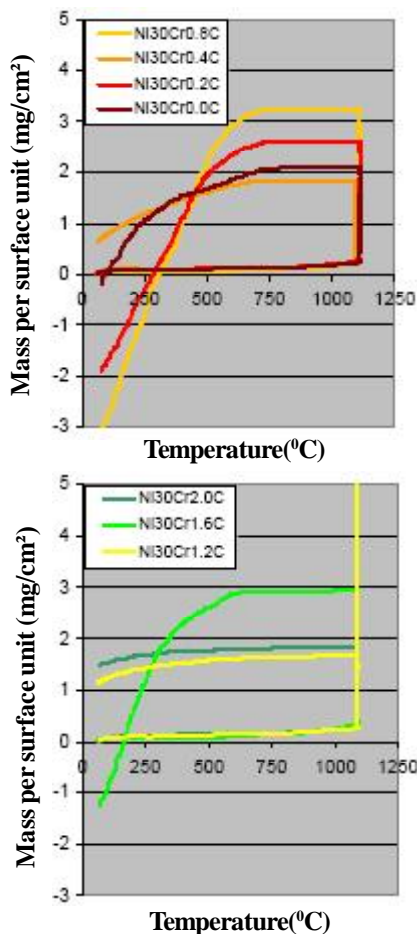 Mass per surface unit (mg/cm²)
5
4
3
2
1
0
-1
-2
-3
NI30Cr0.8C
NI30Cr0.4C
NI30Cr0.2C
NI30Cr0.0C
0 250 500 750 1000 1250
Temperature(⁰C)
Mass per surface unit (mg/cm²)
5
4
3
2
1
0
-1
-2
-3
NI30Cr2.0C
NI30Cr1.6C
NI30Cr1.2C
0 250 500 750 1000 1250
Temperature(⁰C)